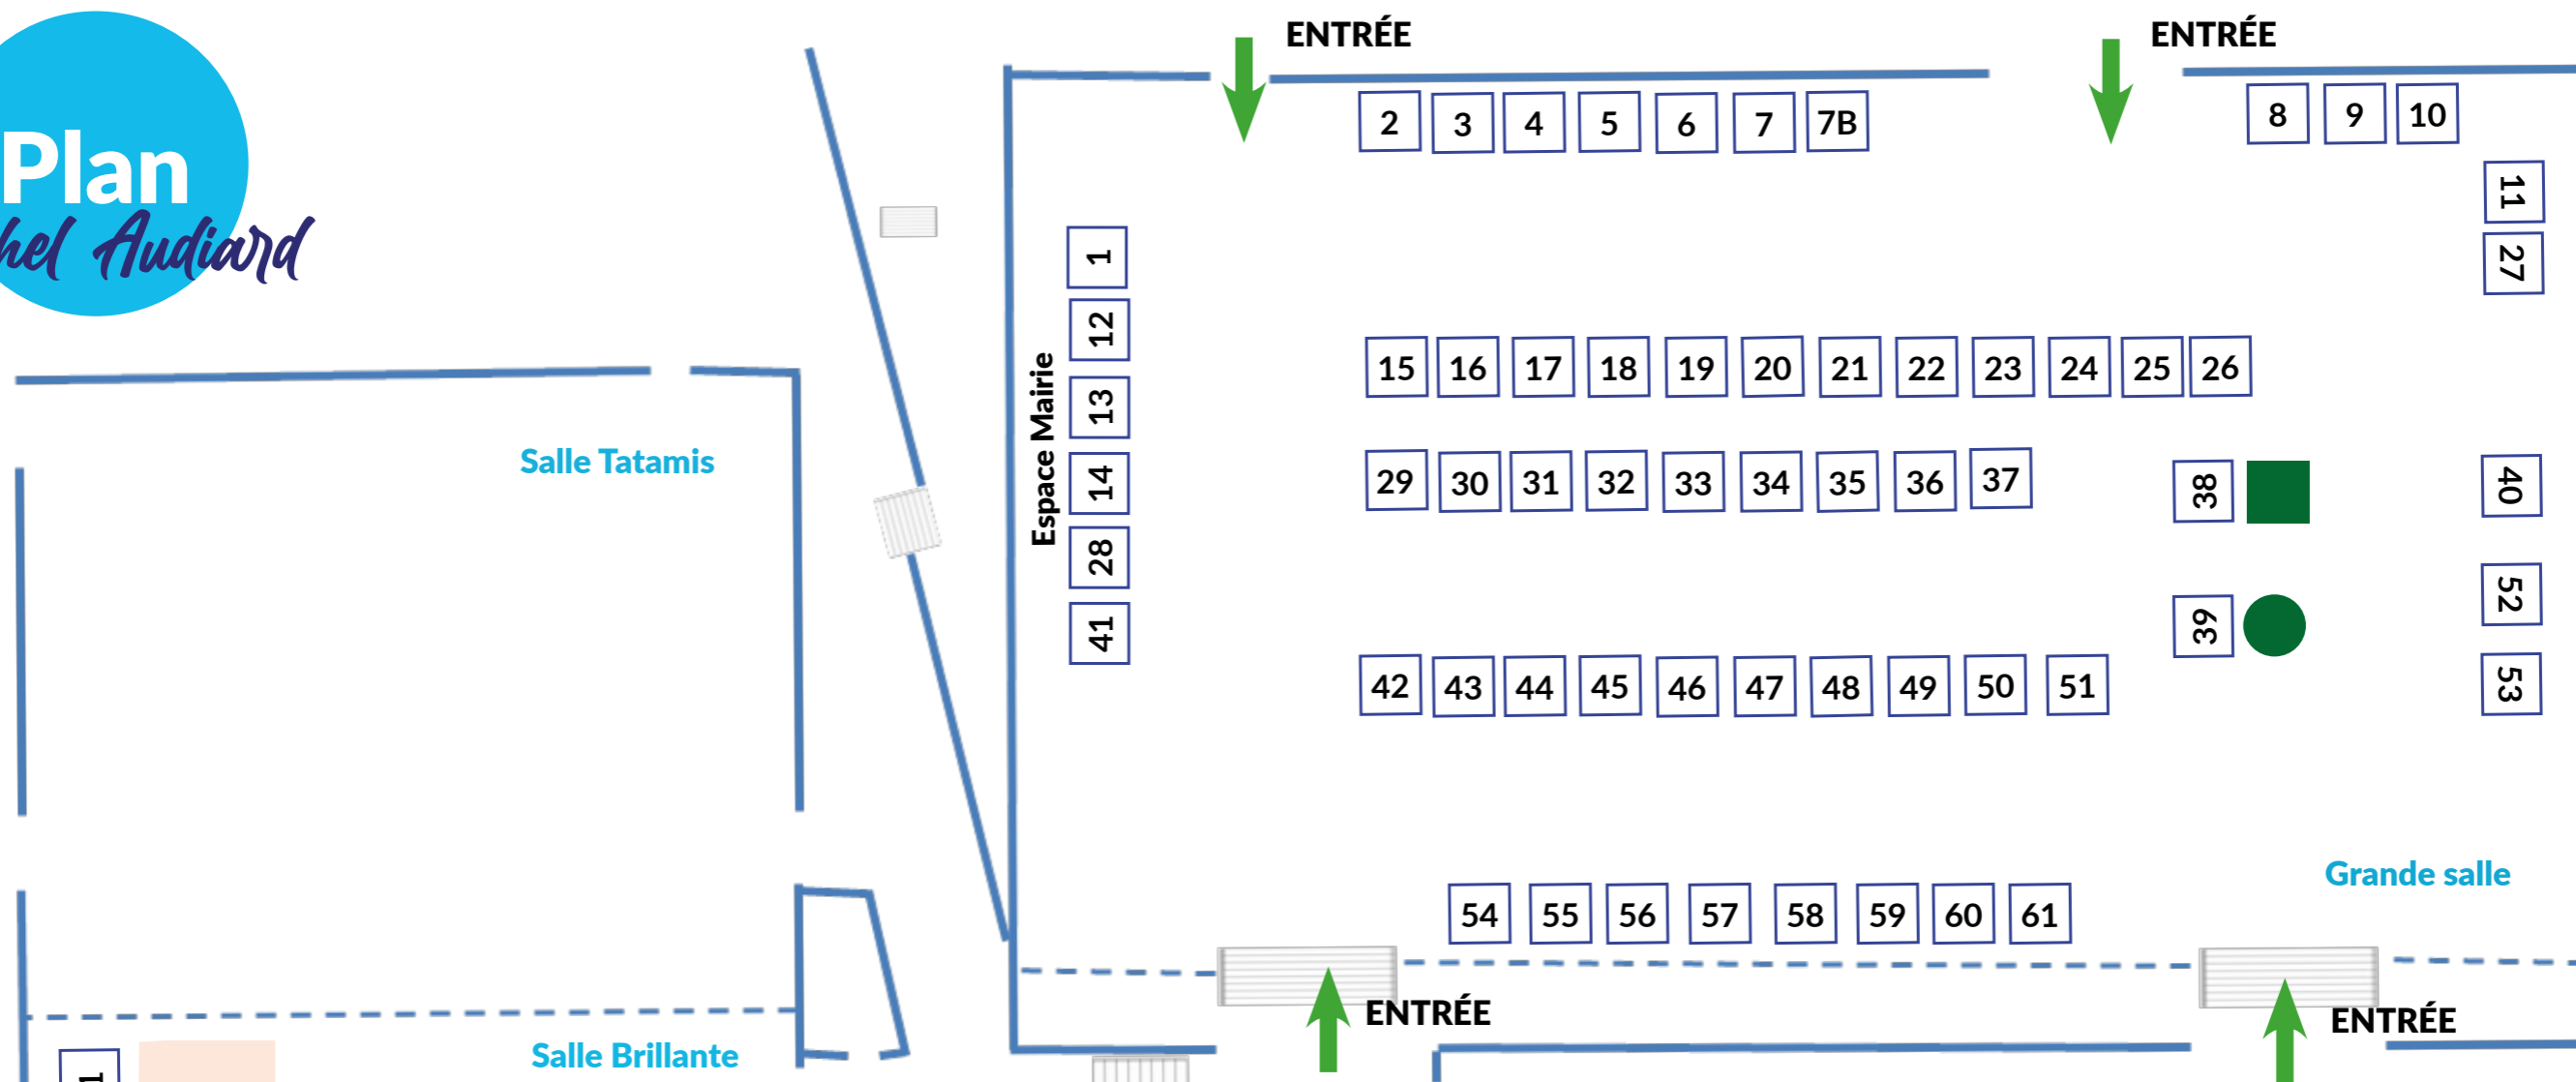 Plan
hel Audiard
ENTRÉE
ENTRÉE
2 3 4 5 6 7 7B
8 9 10
11
27
1
12
13
14
28
41
Espace Mairie
15 16 17 18 19 20 21 22 23 24 25 26
Salle Tatamis
29 30 31 32 33 34 35 36 37
38
39
40
52
53
42 43 44 45 46 47 48 49 50 51
Grande salle
54 55 56 57 58 59 60 61
ENTRÉE
ENTRÉE
Salle Brillante